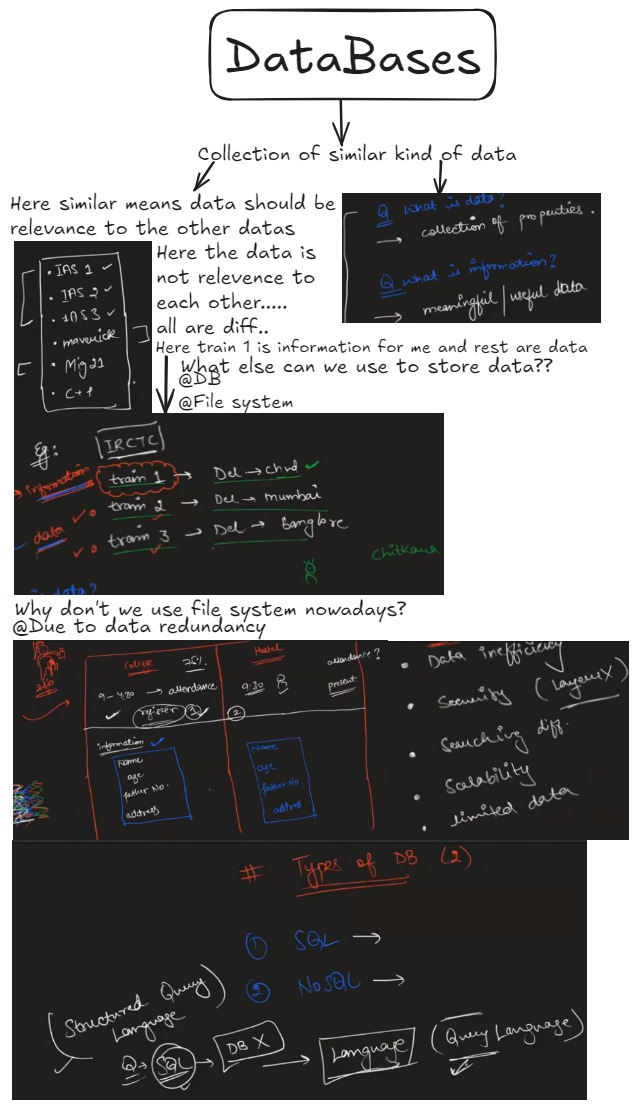 DataBases
Collection of similar kind of data
Here similar means data should be
relevance to the other datas
Q what is data?
→ collection of properties.
Q what is information?
→ meaningful / useful data
• IAS 1 ✓
• IAS 2 ✓
• IAS 3 ✓
• maverick
• Mig 21
• C++
Here the data is
not relevence to
each other.....
all are diff..
Here train 1 is information for me and rest are data
What else can we use to store data??
@DB
@File system
Eg: IRCTC
information train 1 → Del → Chnd ✓
train 2 → Del → mumbai
data train 3 → Del → Banglore
Chitkara
Why don't we use file system nowadays?
@Due to data redundancy
College 75%
9 - 4:30 → attendance
register 1
information ✓
Name
age
father No.
address
Hostel
attendance?
9:30 present
2
Name
age
father No.
address
• Data inefficiency
• Security (Layer X)
• Searching diff.
• Scalability
• limited data
# Types of DB (2)
① SQL →
② NoSQL →
(Structured Query
Language)
Q → SQL → DB X → Language (Query Language)